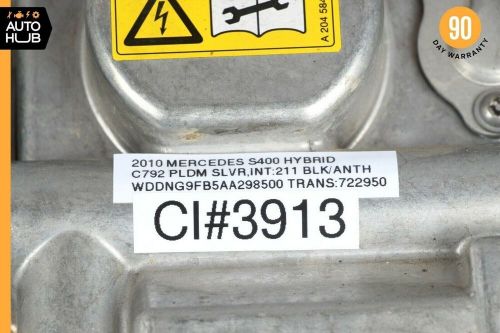 AUTO
HUB
90
DAY WARRANTY
A 204 584
2010 MERCEDES S400 HYBRID
C792 PLDM SLVR,INT:211 BLK/ANTH
WDDNG9FB5AA298500 TRANS:722950
CI#3913